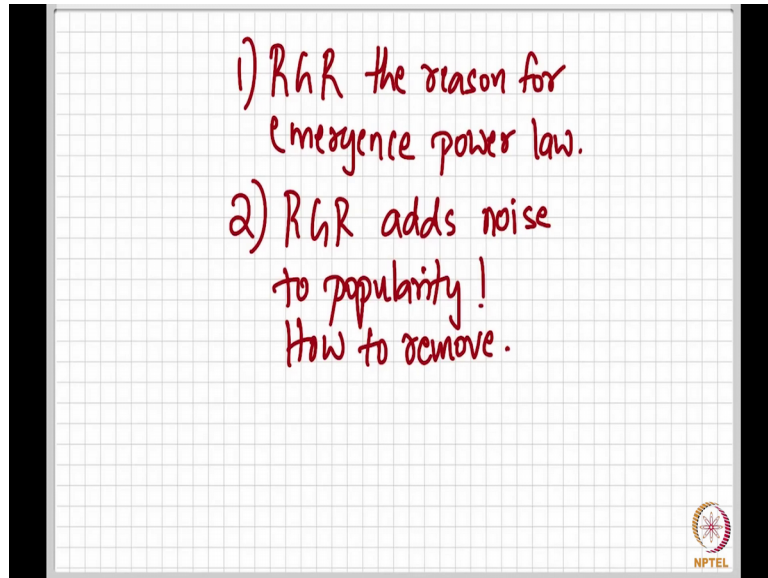 1) RGR the reason for
emergence power law.
2) RGR adds noise
to popularity!
How to remove.
NPTEL